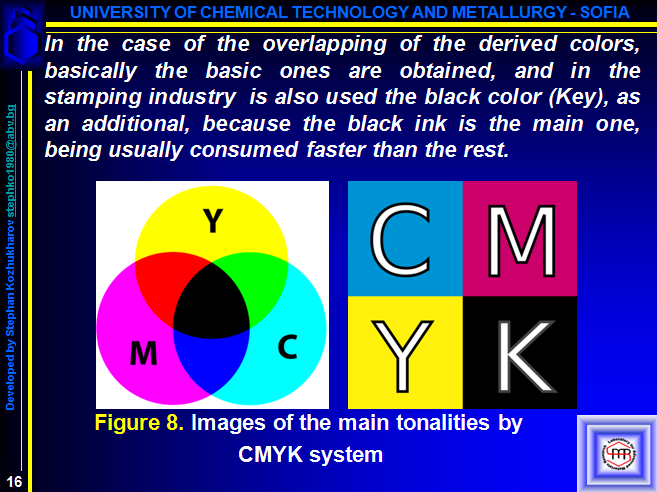 UNIVERSITY OF CHEMICAL TECHNOLOGY AND METALLURGY - SOFIA
In the case of the overlapping of the derived colors,
basically the basic ones are obtained, and in the
stamping industry is also used the black color (Key), as
an additional, because the black ink is the main one,
being usually consumed faster than the rest.
Y
M
C
C M
Y K
Figure 8. Images of the main tonalities by
CMYK system
Developed by Stephan Kozhukharov stephko1980@abv.bg
16